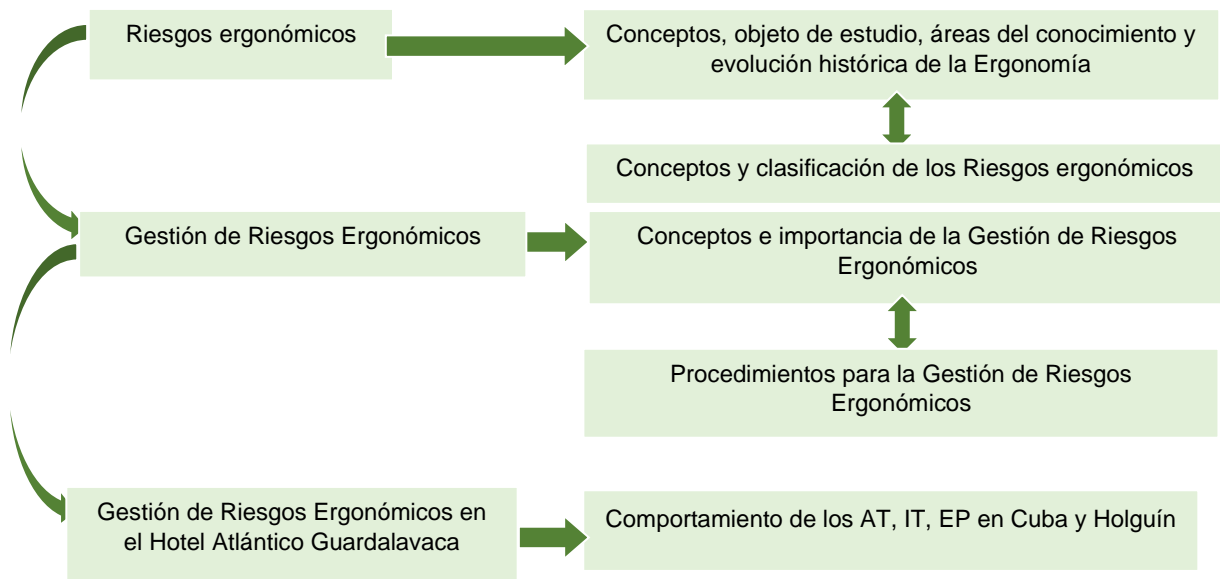 Riesgos ergonómicos
Conceptos, objeto de estudio, áreas del conocimiento y
evolución histórica de la Ergonomía
Conceptos y clasificación de los Riesgos ergonómicos
Gestión de Riesgos Ergonómicos
Conceptos e importancia de la Gestión de Riesgos
Ergonómicos
Procedimientos para la Gestión de Riesgos
Ergonómicos
Gestión de Riesgos Ergonómicos en
el Hotel Atlántico Guardalavaca
Comportamiento de los AT, IT, EP en Cuba y Holguín